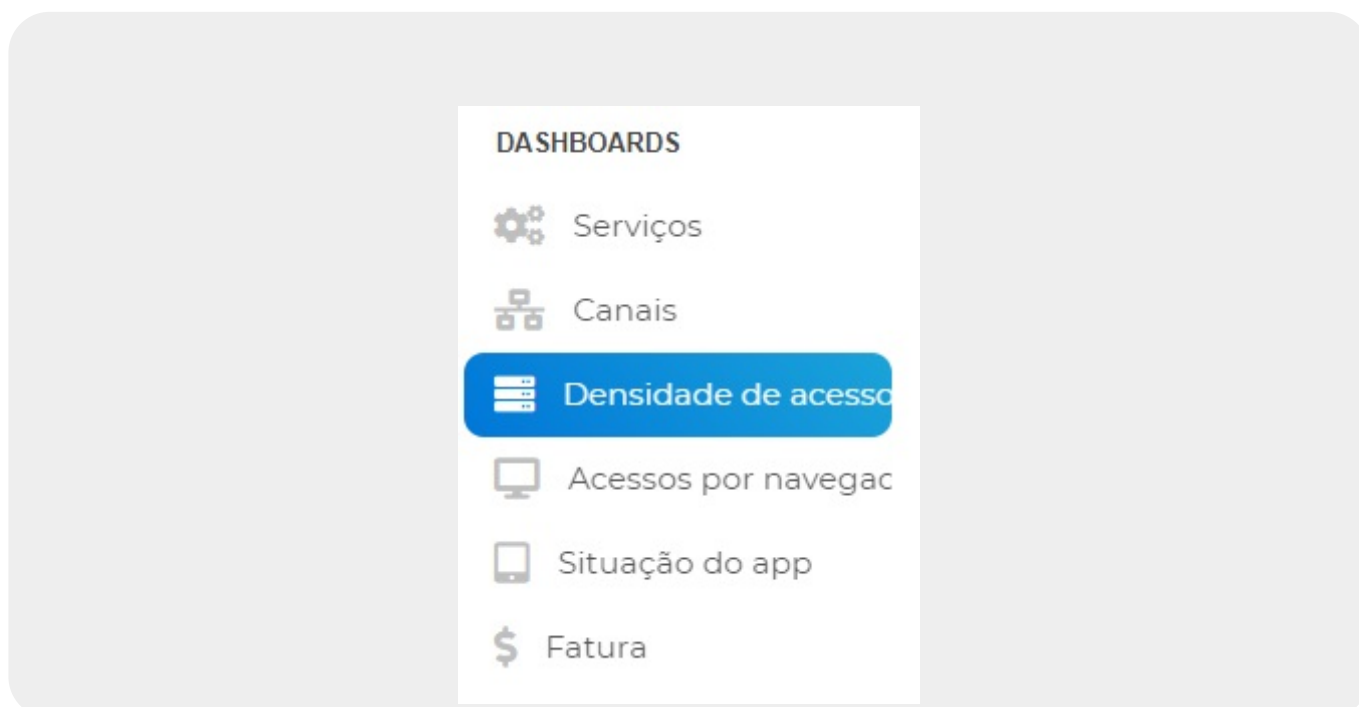 DASHBOARDS
Serviços
Canais
Densidade de acesso
Acessos por navegac
Situação do app
$ Fatura